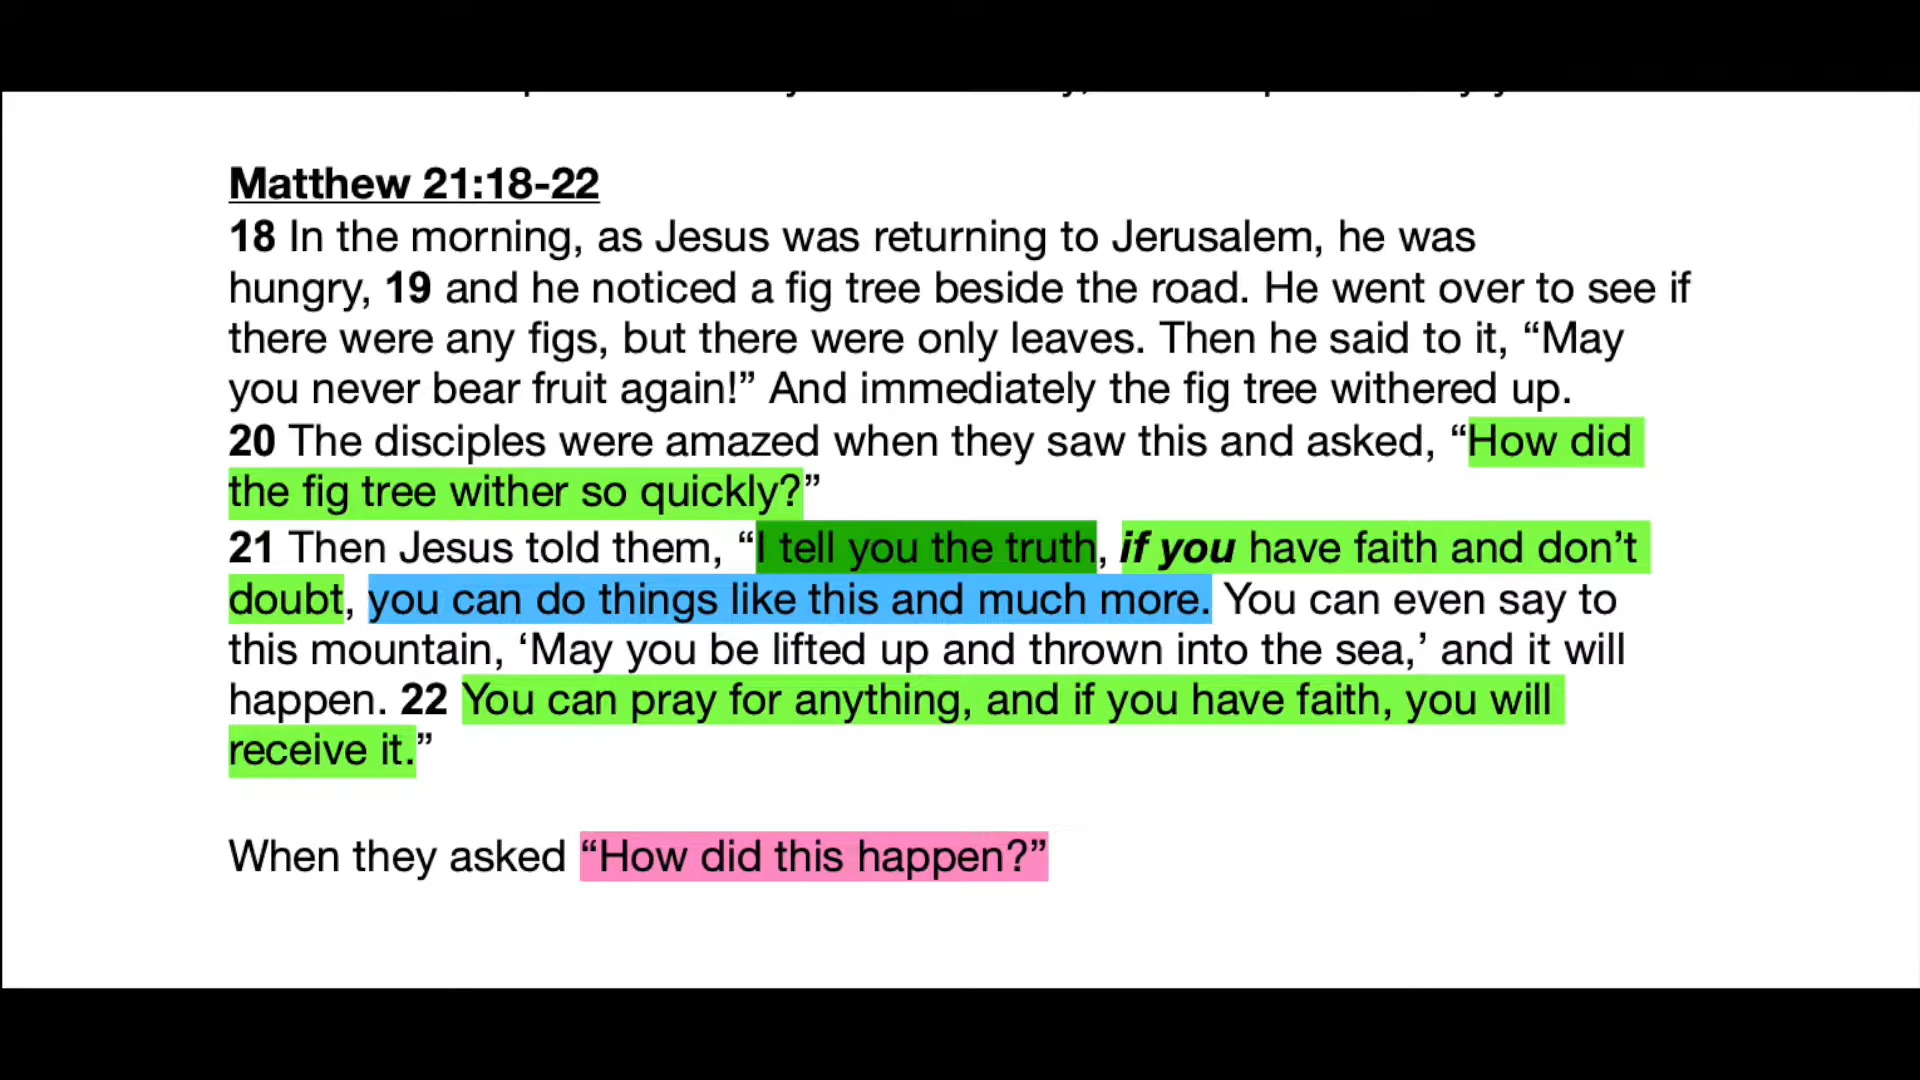 Matthew 21:18-22
18 In the morning, as Jesus was returning to Jerusalem, he was
hungry, 19 and he noticed a fig tree beside the road. He went over to see if
there were any figs, but there were only leaves. Then he said to it, “May
you never bear fruit again!” And immediately the fig tree withered up.
20 The disciples were amazed when they saw this and asked, “How did
the fig tree wither so quickly?”
21 Then Jesus told them, “I tell you the truth, if you have faith and don’t
doubt, you can do things like this and much more. You can even say to
this mountain, ‘May you be lifted up and thrown into the sea,’ and it will
happen. 22 You can pray for anything, and if you have faith, you will
receive it.”
When they asked “How did this happen?”